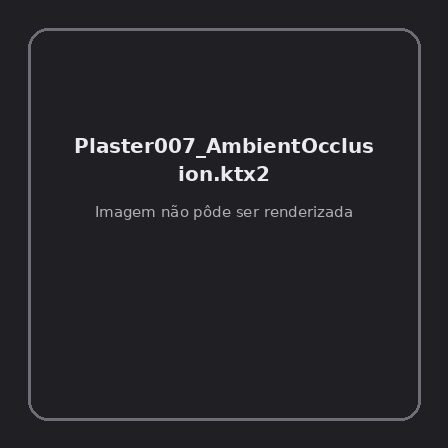 Plaster007_AmbientOcclus
ion.ktx2
Imagem não pôde ser renderizada